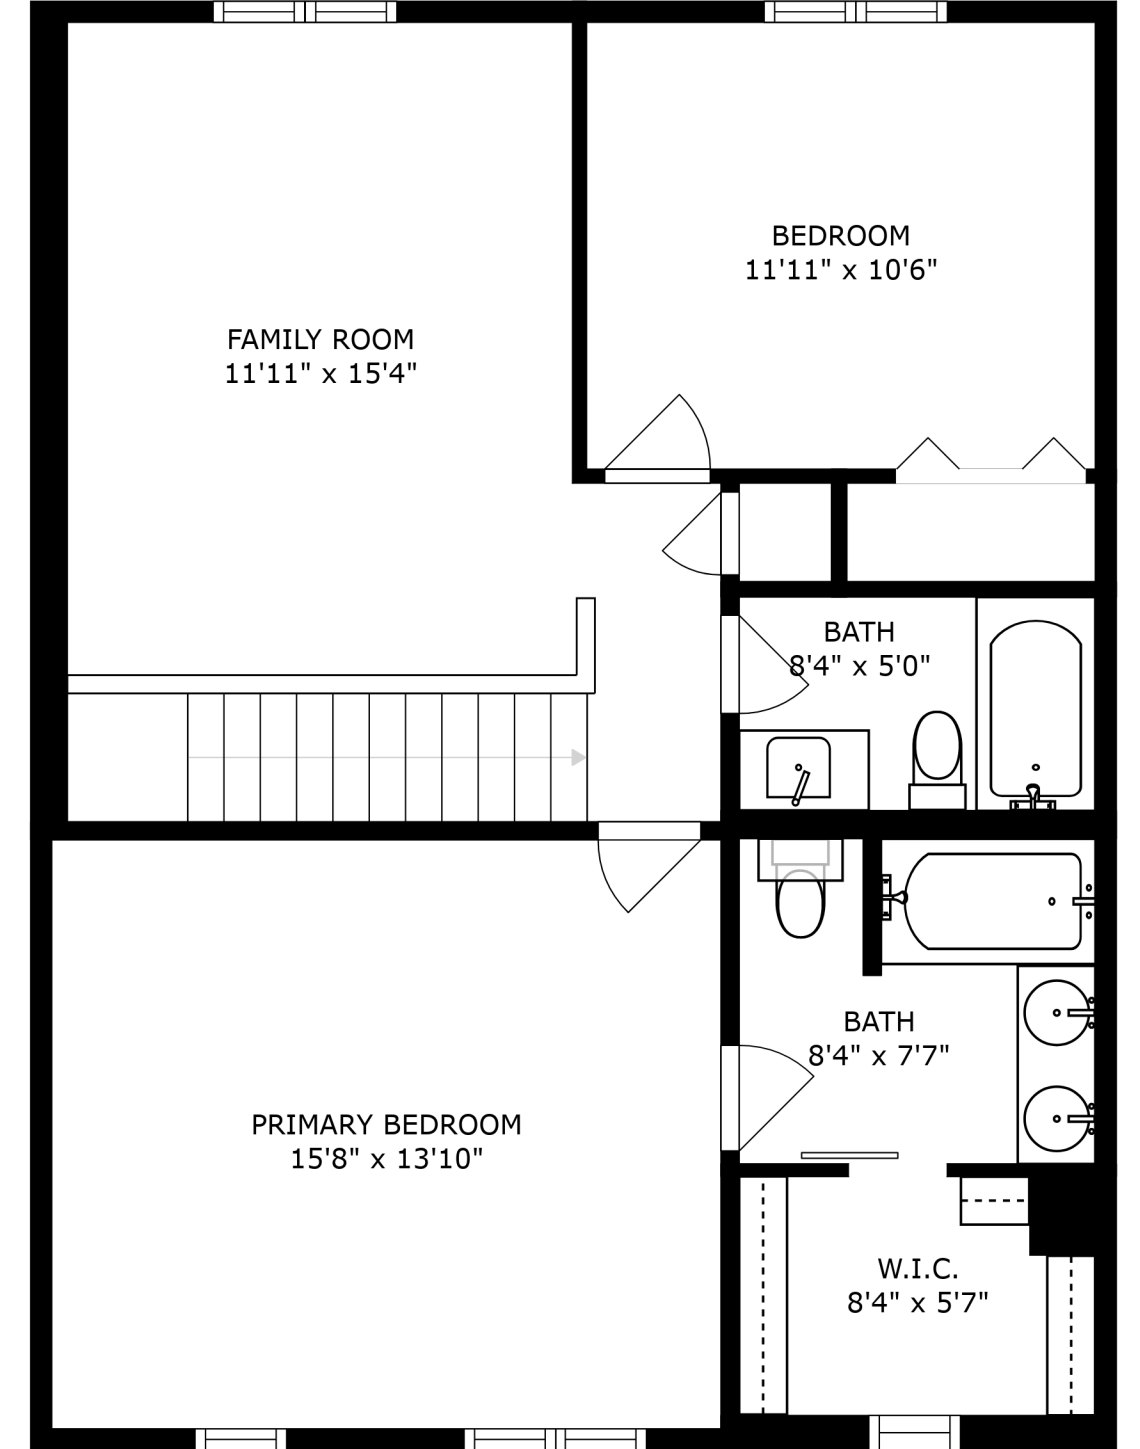 BEDROOM
11'11" x 10'6"
FAMILY ROOM
11'11" x 15'4"
BATH
8'4" x 5'0"
BATH
8'4" x 7'7"
PRIMARY BEDROOM
15'8" x 13'10"
W.I.C.
8'4" x 5'7"